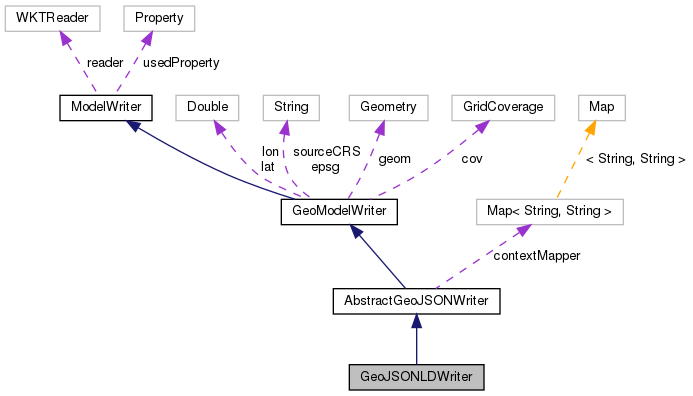 WKTReader
Property
reader
usedProperty
ModelWriter
Double
String
Geometry
GridCoverage
Map
lon
lat
sourceCRS
epsg
geom
cov
< String, String >
GeoModelWriter
Map< String, String >
contextMapper
AbstractGeoJSONWriter
GeoJSONLDWriter